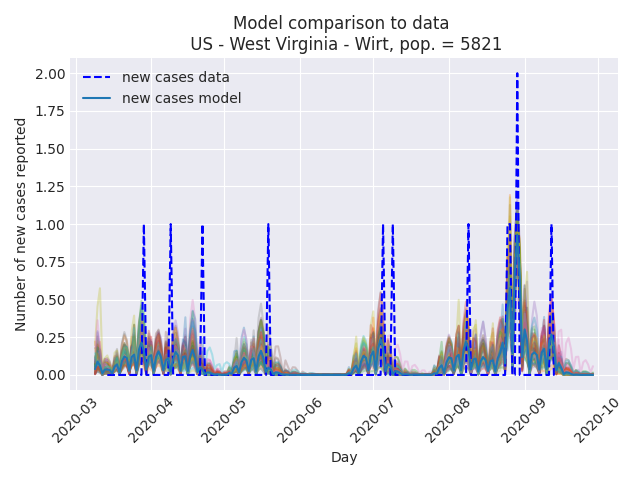 Model comparison to data
US - West Virginia - Wirt, pop. = 5821
new cases data
new cases model
Number of new cases reported
2.00
1.75
1.50
1.25
1.00
0.75
0.50
0.25
0.00
2020-03
2020-04
2020-05
2020-06
2020-07
2020-08
2020-09
2020-10
Day